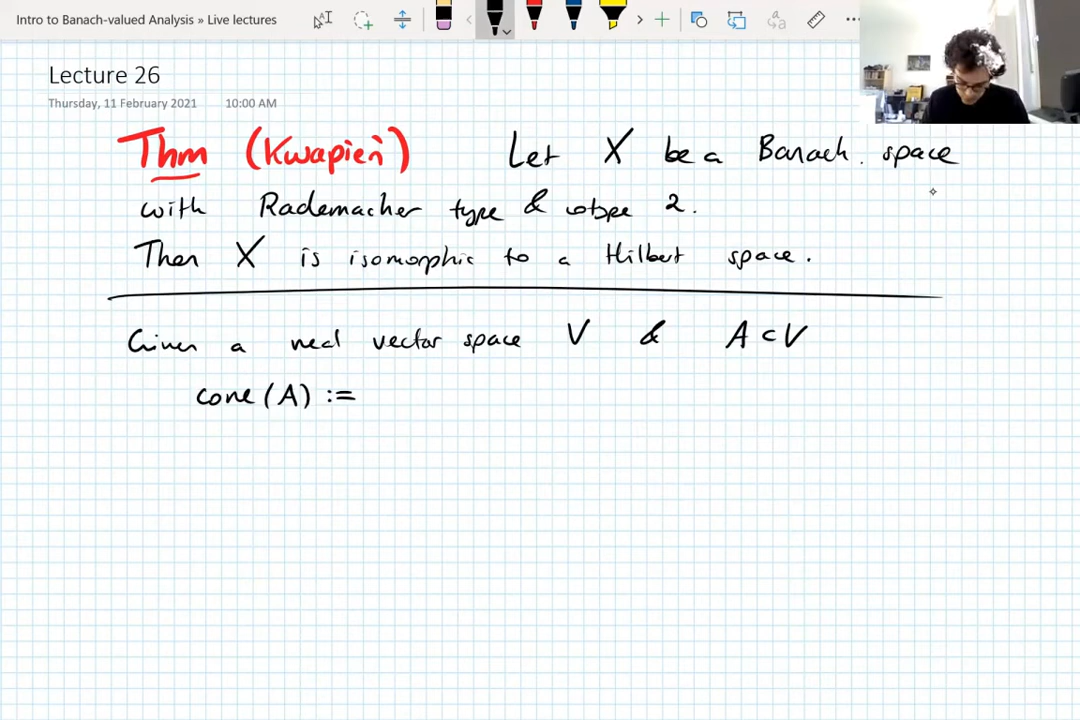 Intro to Banach-valued Analysis » Live lectures
Lecture 26
Thursday, 11 February 2021 10:00 AM
Thm (Kwapień) Let X be a Banach space
with Rademacher type & cotype 2.
Then X is isomorphic to a Hilbert space.
Given a real vector space V & A ⊂ V
cone (A) :=